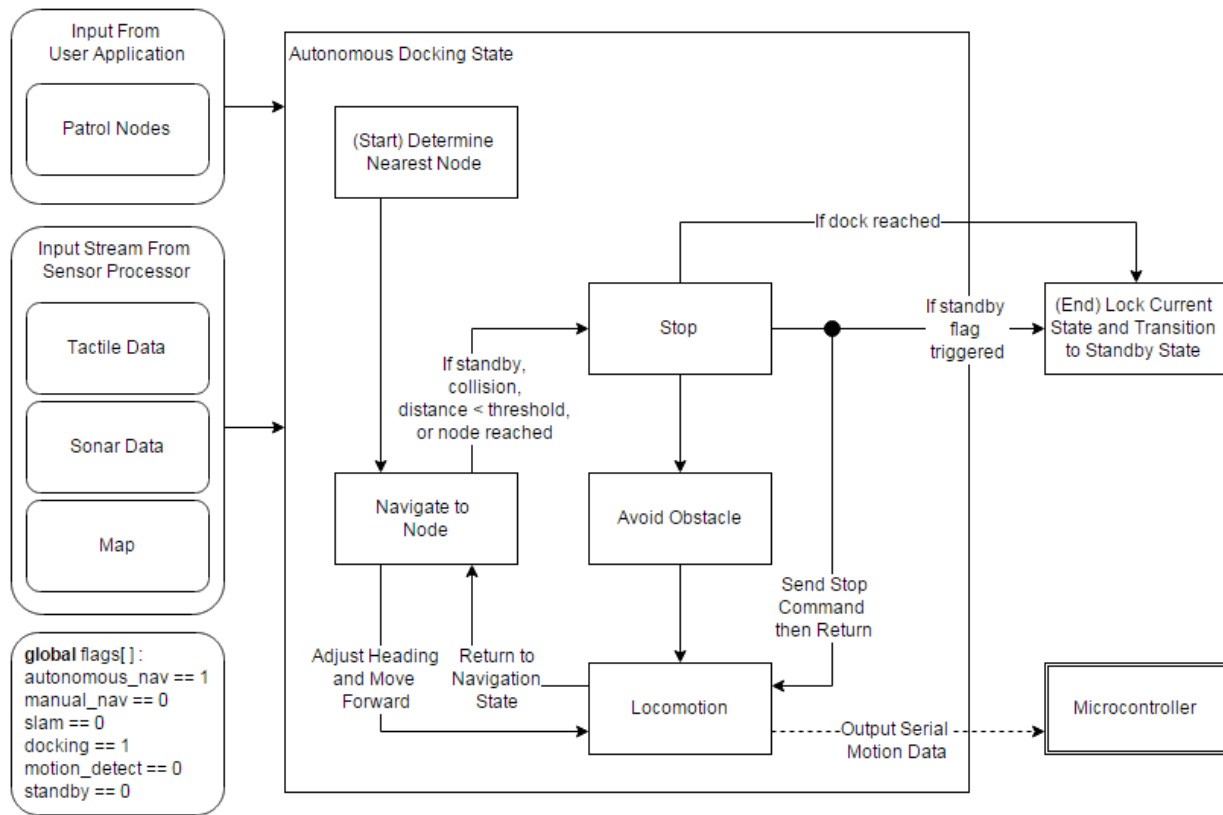 Input From
User Application
Patrol Nodes
Input Stream From
Sensor Processor
Tactile Data
Sonar Data
Map
global flags[ ] :
autonomous_nav == 1
manual_nav == 0
slam == 0
docking == 1
motion_detect == 0
standby == 0
Autonomous Docking State
(Start) Determine
Nearest Node
If dock reached
Stop
If standby
flag
triggered
(End) Lock Current
State and Transition
to Standby State
If standby,
collision,
distance < threshold,
or node reached
Navigate to
Node
Avoid Obstacle
Send Stop
Command
then Return
Adjust Heading
and Move
Forward
Return to
Navigation
State
Locomotion
Output Serial
Motion Data
Microcontroller